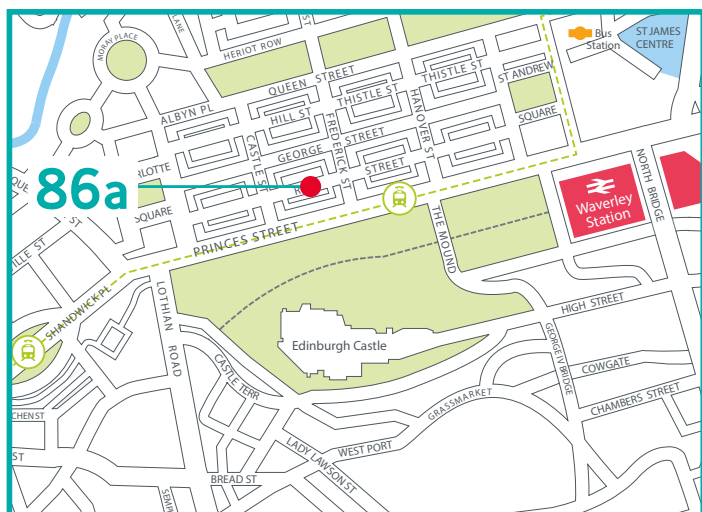 MORAY PLACE
LANE
HERIOT ROW
Bus
Station
ST JAMES
CENTRE
QUEEN STREET
THISTLE ST
ST ANDREW
SQUARE
ALBYN PL
HILL ST
THISTLE ST
HANOVER ST
FREDERICK ST
CASTLE ST
GEORGE STREET
STREET
86a
SQUARE
PRINCES STREET
THE MOUND
NORTH BRIDGE
Waverley
Station
SHANDWICK PL
LOTHIAN ROAD
HIGH STREET
Edinburgh Castle
GEORGE IV BRIDGE
CASTLE TERR
COWGATE
GRASSMARKET
CHAMBERS STREET
LADY LAWSON ST
WEST PORT
BREAD ST